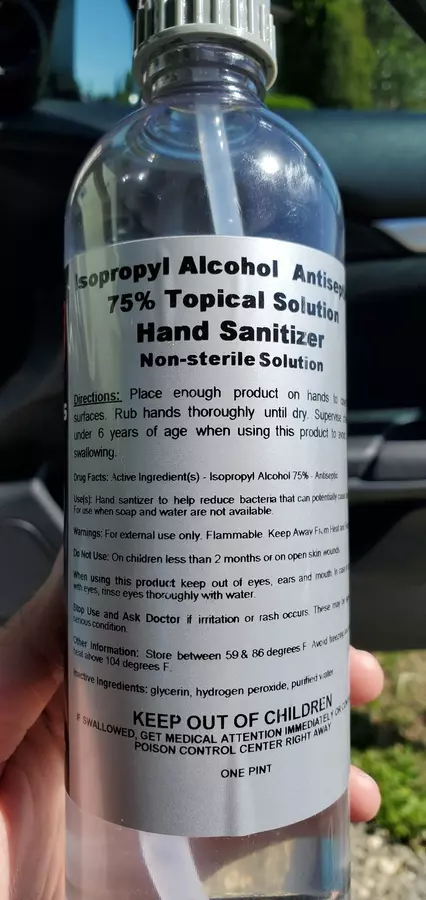 Isopropyl Alcohol Antisep
75% Topical Solution
Hand Sanitizer
Non-sterile Solution
Directions: Place enough product on hands to
surfaces. Rub hands thoroughly until dry. Supervise
under 6 years of age when using this product to avoid
swallowing.
Drug Facts: Active Ingredient(s) - Isopropyl Alcohol 75% - Antiseptic
Use(s): Hand sanitizer to help reduce bacteria that can potentially
For use when soap and water are not available.
Warnings: For external use only. Flammable. Keep Away From Heat
Do Not Use: On children less than 2 months or on open skin wounds.
When using this product keep out of eyes, ears and mouth. In
with eyes, rinse eyes thoroughly with water.
Stop Use and Ask Doctor if irritation or rash occurs. These may be
serious condition.
Other Information: Store between 59 & 86 degrees F. Avoid freezing
heat above 104 degrees F.
Inactive ingredients: glycerin, hydrogen peroxide, purified water
KEEP OUT OF CHILDREN
IF SWALLOWED, GET MEDICAL ATTENTION IMMEDIATELY OR
POISON CONTROL CENTER RIGHT AWAY
ONE PINT